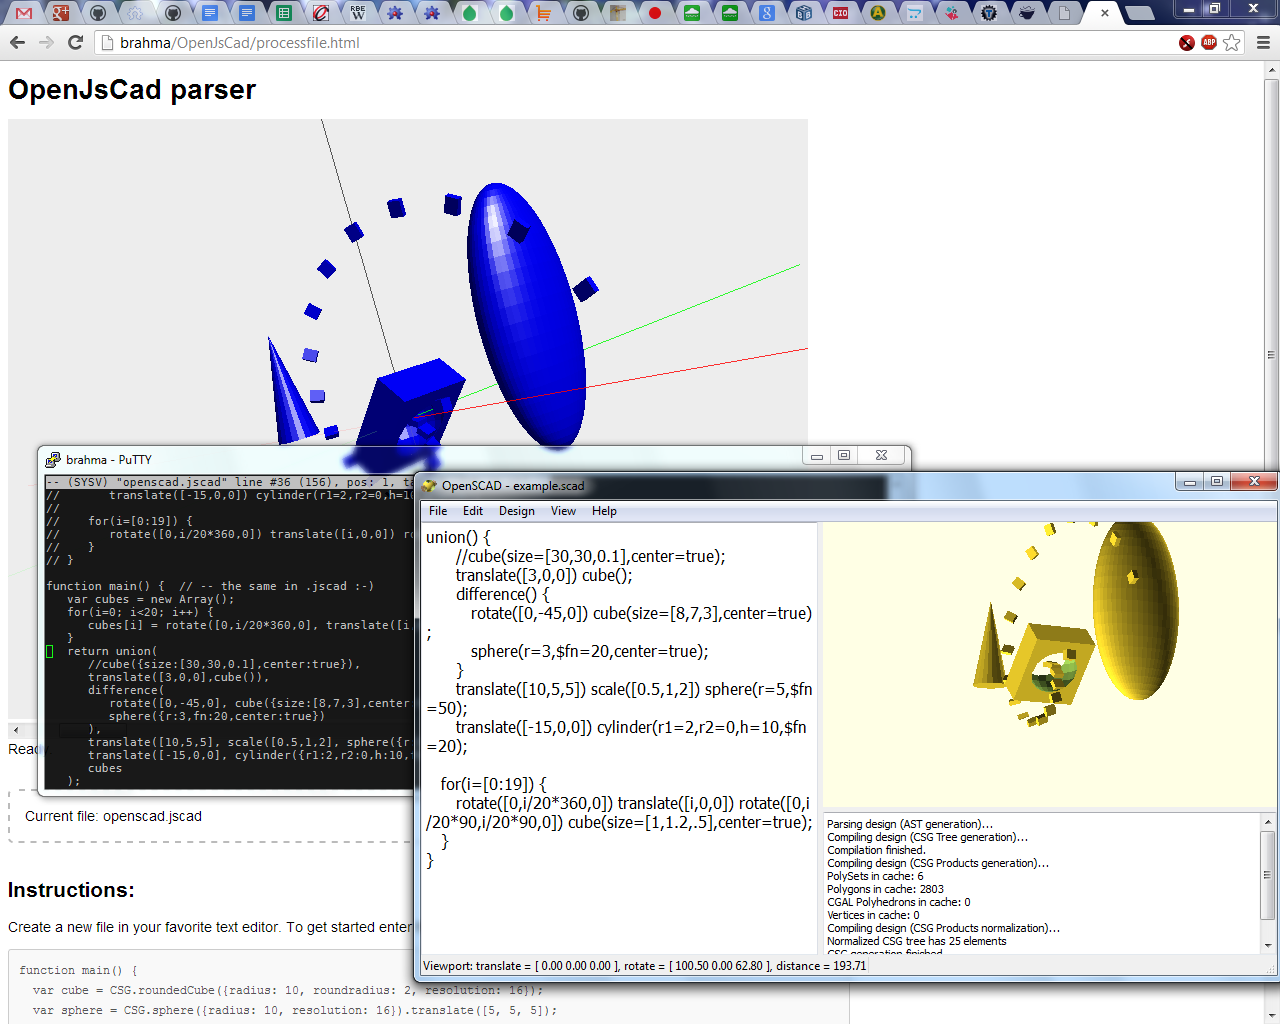 brahma/OpenJsCad/processfile.html
ABP
RBE
W
CIO
OpenJsCad parser
brahma - PuTTY
-- (SYSV) "openscad.jscad" line #36 (156), pos: 1, ta
//       translate([-15,0,0]) cylinder(r1=2,r2=0,h=10
//
//    for(i=[0:19]) {
//       rotate([0,i/20*360,0]) translate([i,0,0]) ro
//    }
// }
function main() {  // -- the same in .jscad :-)
   var cubes = new Array();
   for(i=0; i<20; i++) {
      cubes[i] = rotate([0,i/20*360,0], translate([i
   }
   return union(
      //cube({size:[30,30,0.1],center:true}),
      translate([3,0,0],cube()),
      difference(
         rotate([0,-45,0], cube({size:[8,7,3],center
         sphere({r:3,fn:20,center:true})
      ),
      translate([10,5,5], scale([0.5,1,2], sphere({r
      translate([-15,0,0], cylinder({r1:2,r2:0,h:10,
      cubes
   );
Ready
Current file: openscad.jscad
Instructions:
Create a new file in your favorite text editor. To get started enter
function main() {
  var cube = CSG.roundedCube({radius: 10, roundradius: 2, resolution: 16});
  var sphere = CSG.sphere({radius: 10, resolution: 16}).translate([5, 5, 5]);
OpenSCAD - example.scad
File Edit Design View Help
union() {
//cube(size=[30,30,0.1],center=true);
translate([3,0,0]) cube();
difference() {
rotate([0,-45,0]) cube(size=[8,7,3],center=true)
;
sphere(r=3,$fn=20,center=true);
}
translate([10,5,5]) scale([0.5,1,2]) sphere(r=5,$fn
=50);
translate([-15,0,0]) cylinder(r1=2,r2=0,h=10,$fn
=20);
for(i=[0:19]) {
rotate([0,i/20*360,0]) translate([i,0,0]) rotate([0,i
/20*90,i/20*90,0]) cube(size=[1,1.2,.5],center=true);
}
}
Parsing design (AST generation)...
Compiling design (CSG Tree generation)...
Compilation finished.
Compiling design (CSG Products generation)...
PolySets in cache: 6
Polygons in cache: 2803
CGAL Polyhedrons in cache: 0
Vertices in cache: 0
Compiling design (CSG Products normalization)...
Normalized CSG tree has 25 elements
CSG generation finished
Viewport: translate = [ 0.00 0.00 0.00 ], rotate = [ 100.50 0.00 62.80 ], distance = 193.71